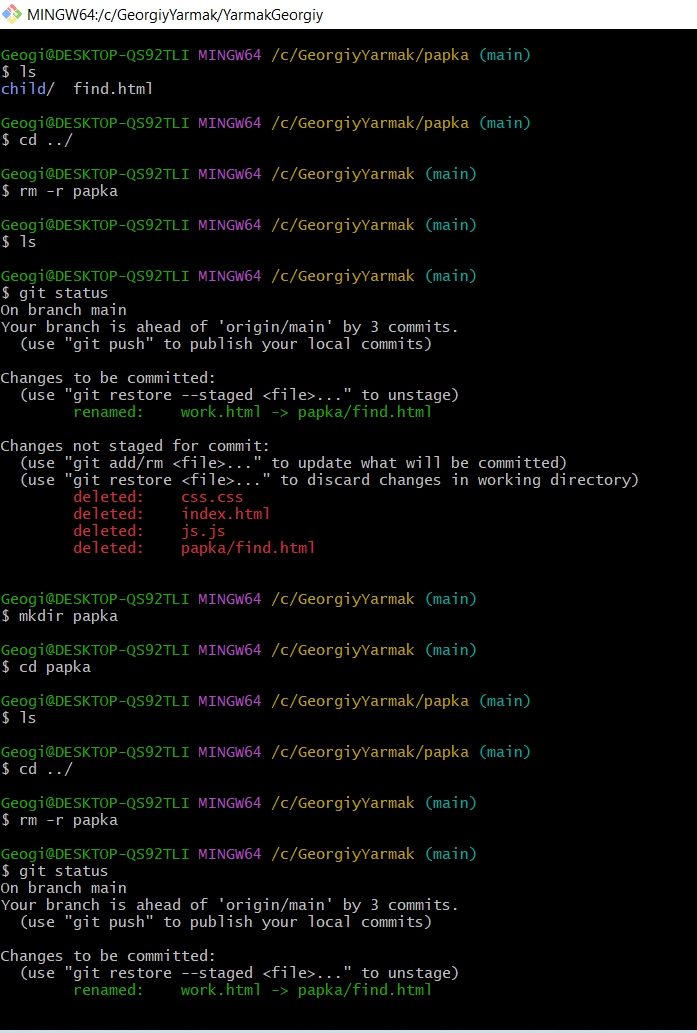 MINGW64:/c/GeorgiyYarmak/YarmakGeorgiy
Geogi@DESKTOP-QS92TLI MINGW64 /c/GeorgiyYarmak/papka (main)
$ ls
child/  find.html
Geogi@DESKTOP-QS92TLI MINGW64 /c/GeorgiyYarmak/papka (main)
$ cd ../
Geogi@DESKTOP-QS92TLI MINGW64 /c/GeorgiyYarmak (main)
$ rm -r papka
Geogi@DESKTOP-QS92TLI MINGW64 /c/GeorgiyYarmak (main)
$ ls
Geogi@DESKTOP-QS92TLI MINGW64 /c/GeorgiyYarmak (main)
$ git status
On branch main
Your branch is ahead of 'origin/main' by 3 commits.
  (use "git push" to publish your local commits)
Changes to be committed:
  (use "git restore --staged <file>..." to unstage)
        renamed:    work.html -> papka/find.html
Changes not staged for commit:
  (use "git add/rm <file>..." to update what will be committed)
  (use "git restore <file>..." to discard changes in working directory)
        deleted:    css.css
        deleted:    index.html
        deleted:    js.js
        deleted:    papka/find.html
Geogi@DESKTOP-QS92TLI MINGW64 /c/GeorgiyYarmak (main)
$ mkdir papka
Geogi@DESKTOP-QS92TLI MINGW64 /c/GeorgiyYarmak (main)
$ cd papka
Geogi@DESKTOP-QS92TLI MINGW64 /c/GeorgiyYarmak/papka (main)
$ ls
Geogi@DESKTOP-QS92TLI MINGW64 /c/GeorgiyYarmak/papka (main)
$ cd ../
Geogi@DESKTOP-QS92TLI MINGW64 /c/GeorgiyYarmak (main)
$ rm -r papka
Geogi@DESKTOP-QS92TLI MINGW64 /c/GeorgiyYarmak (main)
$ git status
On branch main
Your branch is ahead of 'origin/main' by 3 commits.
  (use "git push" to publish your local commits)
Changes to be committed:
  (use "git restore --staged <file>..." to unstage)
        renamed:    work.html -> papka/find.html